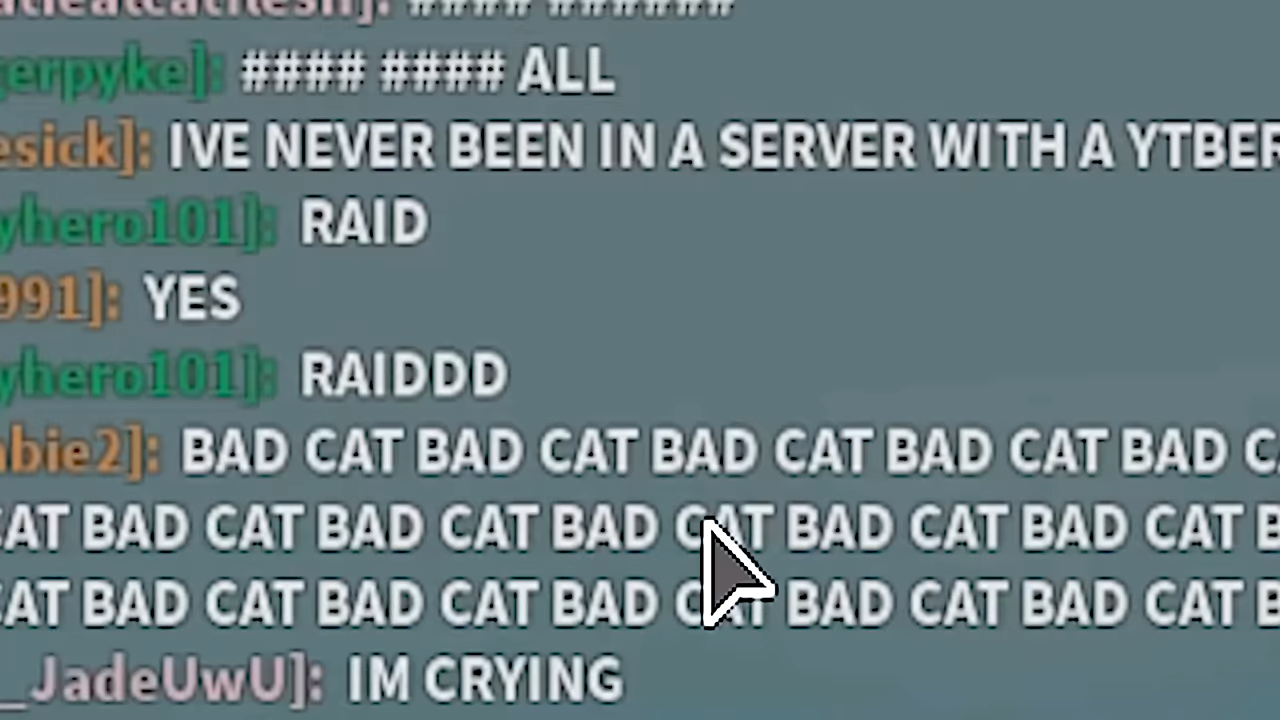 #### ######
gerpyke]: #### #### ALL
esick]: IVE NEVER BEEN IN A SERVER WITH A YTBER
yhero101]: RAID
991]: YES
yhero101]: RAIDDD
bie2]: BAD CAT BAD CAT BAD CAT BAD CAT BAD
CAT BAD CAT BAD CAT BAD CAT BAD CAT BAD CAT
CAT BAD CAT BAD CAT BAD CAT BAD CAT BAD CAT
_JadeUwU]: IM CRYING